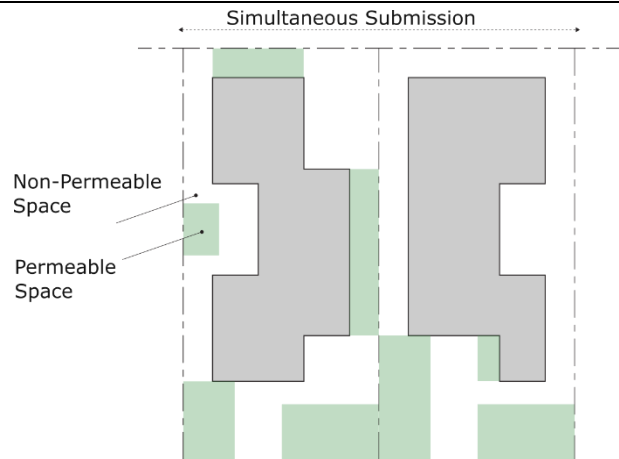 Simultaneous Submission
Non-Permeable
Space
Permeable
Space